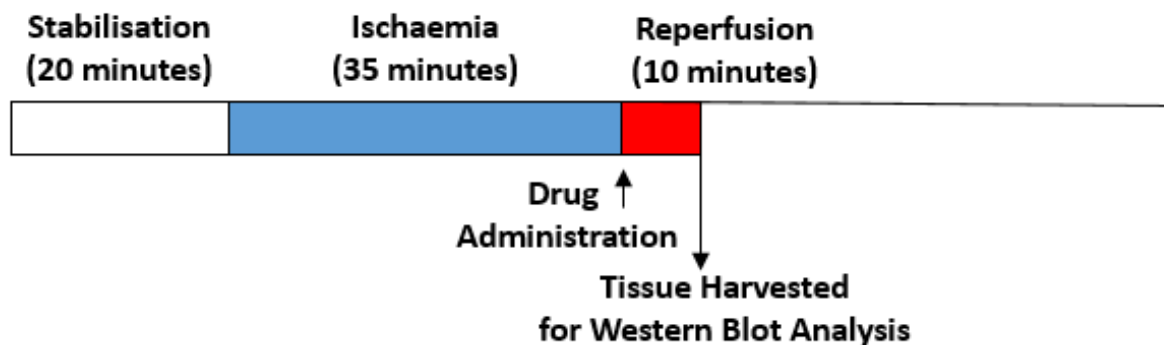 Stabilisation
(20 minutes)
Ischaemia
(35 minutes)
Reperfusion
(10 minutes)
Drug
Administration
Tissue Harvested
for Western Blot Analysis